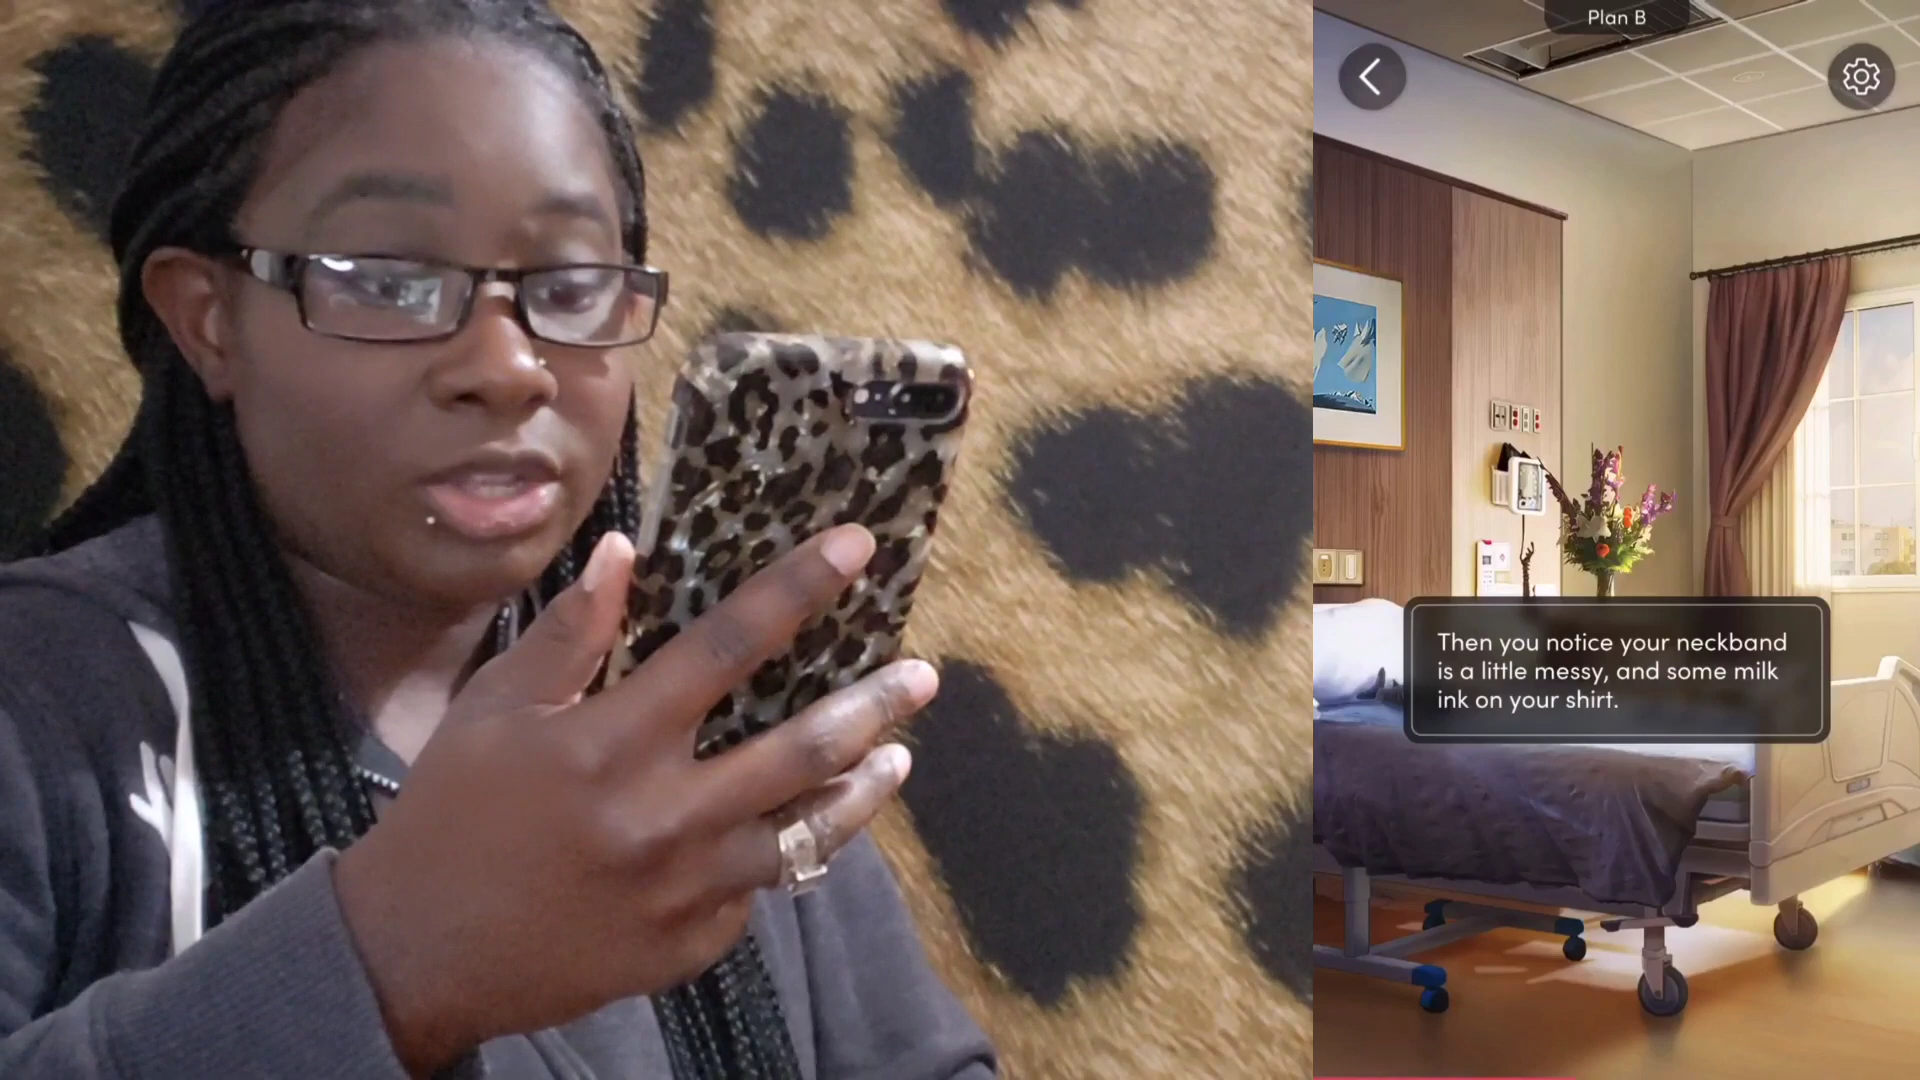 Plan B
Then you notice your neckband
is a little messy, and some milk
ink on your shirt.